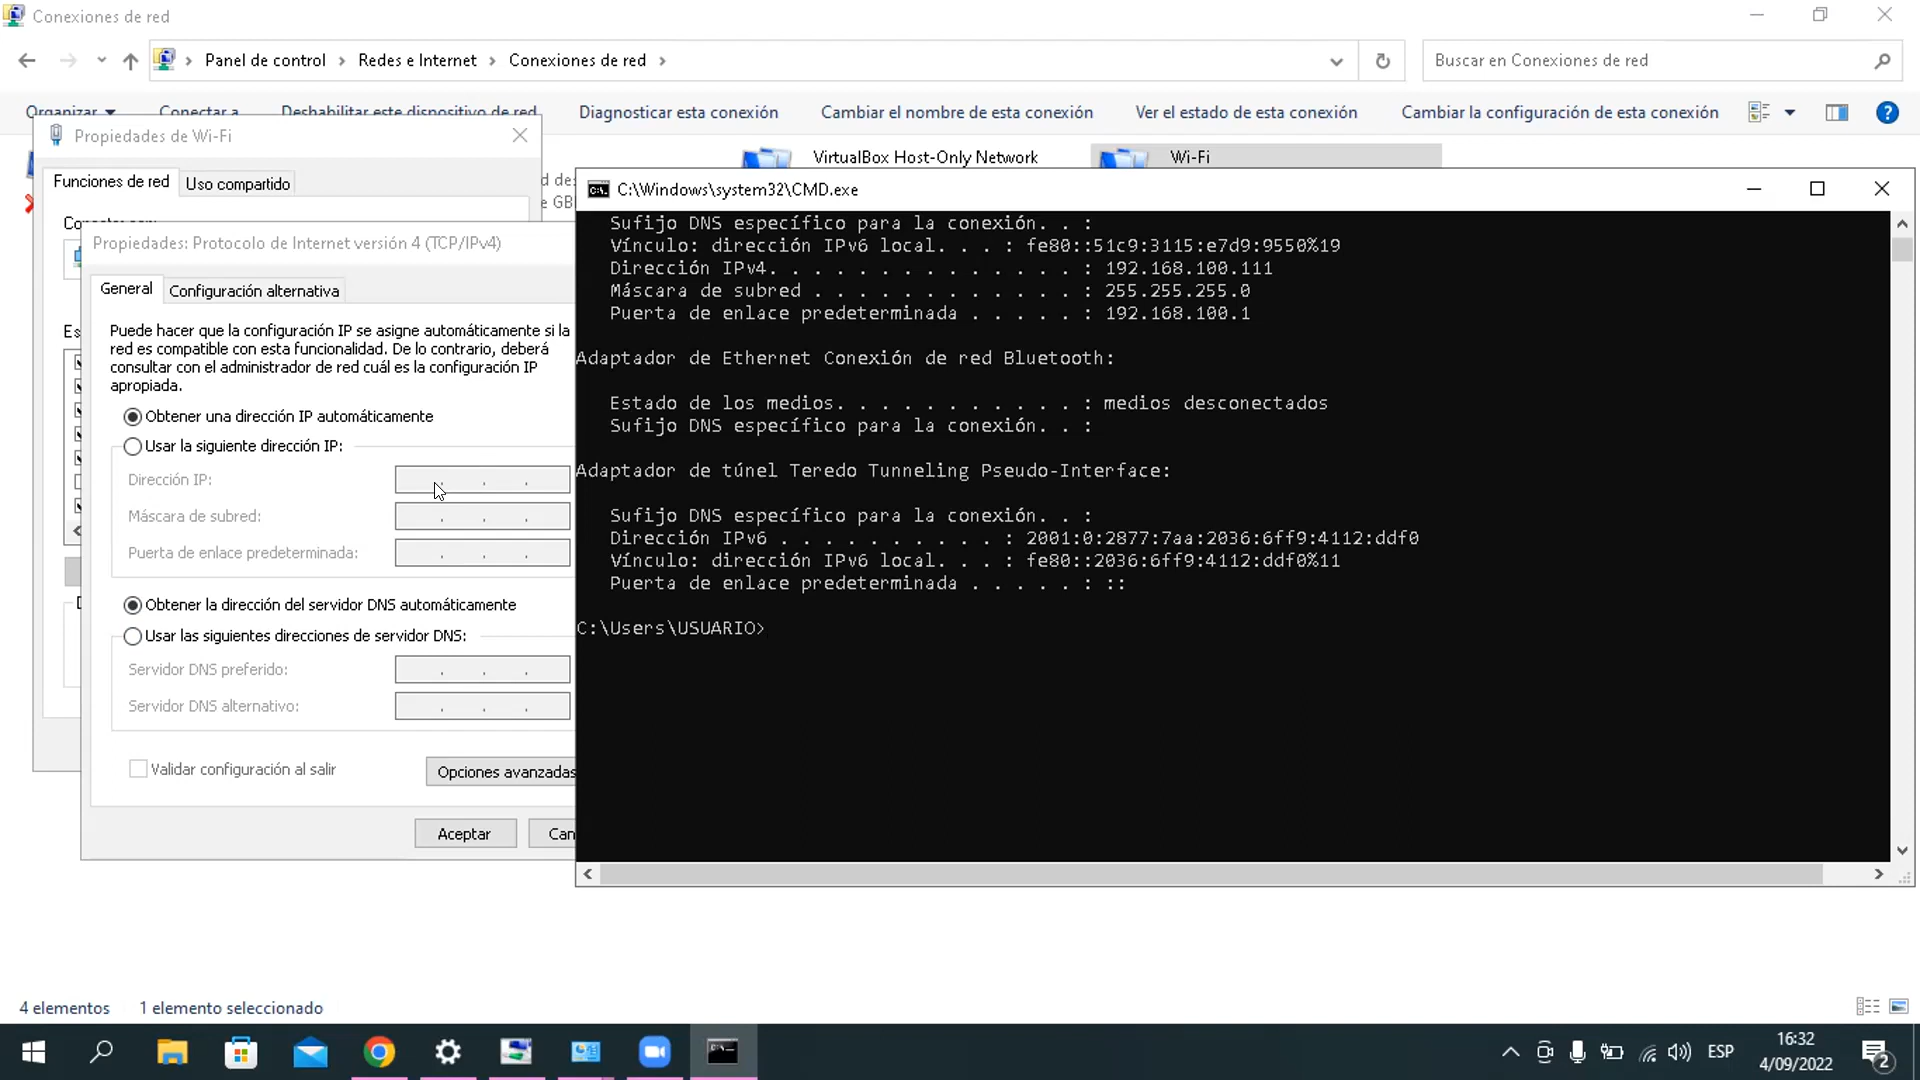 Conexiones de red
Panel de control > Redes e Internet > Conexiones de red >
Buscar en Conexiones de red
Organizar Conectar a Deshabilitar este dispositivo de red Diagnosticar esta conexión Cambiar el nombre de esta conexión Ver el estado de esta conexión Cambiar la configuración de esta conexión
VirtualBox Host-Only Network
Wi-Fi
Propiedades de Wi-Fi
Funciones de red Uso compartido
Propiedades: Protocolo de Internet versión 4 (TCP/IPv4)
General Configuración alternativa
Puede hacer que la configuración IP se asigne automáticamente si la
red es compatible con esta funcionalidad. De lo contrario, deberá
consultar con el administrador de red cuál es la configuración IP
apropiada.
Obtener una dirección IP automáticamente
Usar la siguiente dirección IP:
Dirección IP:
Máscara de subred:
Puerta de enlace predeterminada:
Obtener la dirección del servidor DNS automáticamente
Usar las siguientes direcciones de servidor DNS:
Servidor DNS preferido:
Servidor DNS alternativo:
Validar configuración al salir
Opciones avanzadas
Aceptar Can
C:\Windows\system32\CMD.exe
Sufijo DNS específico para la conexión. . :
Vínculo: dirección IPv6 local. . . : fe80::51c9:3115:e7d9:9550%19
Dirección IPv4. . . . . . . . . . . . . . : 192.168.100.111
Máscara de subred . . . . . . . . . . . . : 255.255.255.0
Puerta de enlace predeterminada . . . . . : 192.168.100.1
Adaptador de Ethernet Conexión de red Bluetooth:
Estado de los medios. . . . . . . . . . . : medios desconectados
Sufijo DNS específico para la conexión. . :
Adaptador de túnel Teredo Tunneling Pseudo-Interface:
Sufijo DNS específico para la conexión. . :
Dirección IPv6 . . . . . . . . . . : 2001:0:2877:7aa:2036:6ff9:4112:ddf0
Vínculo: dirección IPv6 local. . . : fe80::2036:6ff9:4112:ddf0%11
Puerta de enlace predeterminada . . . . . : ::
C:\Users\USUARIO>
4 elementos 1 elemento seleccionado
ESP
16:32
4/09/2022
2